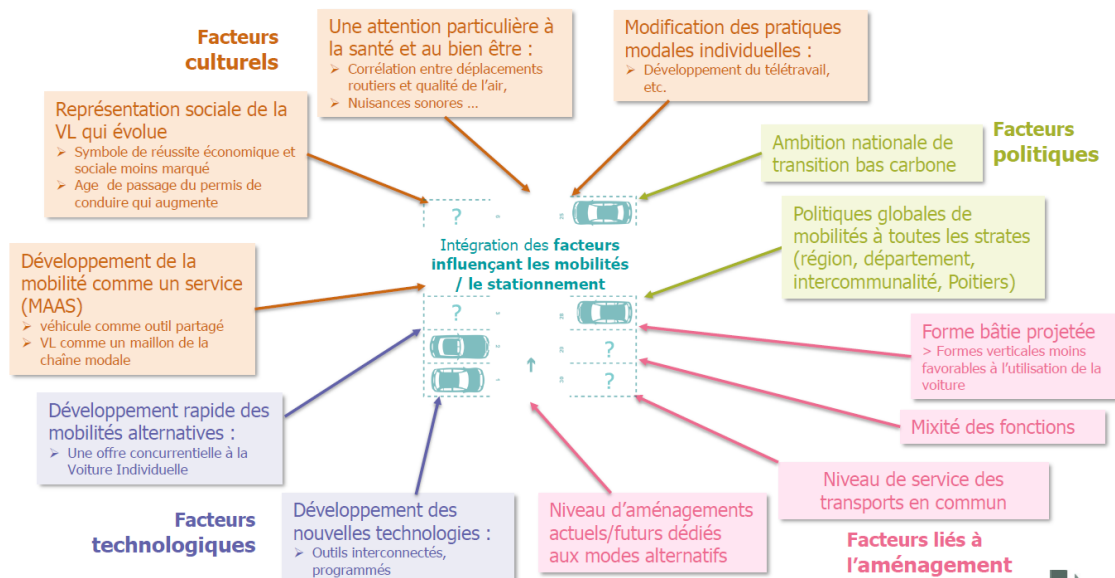 Facteurs
culturels
Une attention particulière à
la santé et au bien être :
➢ Corrélation entre déplacements
routiers et qualité de l'air,
➢ Nuisances sonores ...
Modification des pratiques
modales individuelles :
➢ Développement du télétravail,
etc.
Représentation sociale de la
VL qui évolue
➢ Symbole de réussite économique et
sociale moins marqué
➢ Age de passage du permis de
conduire qui augmente
Ambition nationale de
transition bas carbone
Facteurs
politiques
?
Intégration des facteurs
influençant les mobilités
/ le stationnement
Politiques globales de
mobilités à toutes les strates
(région, département,
intercommunalité, Poitiers)
Développement de la
mobilité comme un service
(MAAS)
➢ véhicule comme outil partagé
➢ VL comme un maillon de la
chaîne modale
?
?
?
Forme bâtie projetée
> Formes verticales moins
favorables à l'utilisation de la
voiture
Développement rapide des
mobilités alternatives :
➢ Une offre concurrentielle à la
Voiture Individuelle
Mixité des fonctions
Niveau de service des
transports en commun
Facteurs
technologiques
Développement des
nouvelles technologies :
➢ Outils interconnectés,
programmés
Niveau d'aménagements
actuels/futurs dédiés
aux modes alternatifs
Facteurs liés à
l'aménagement